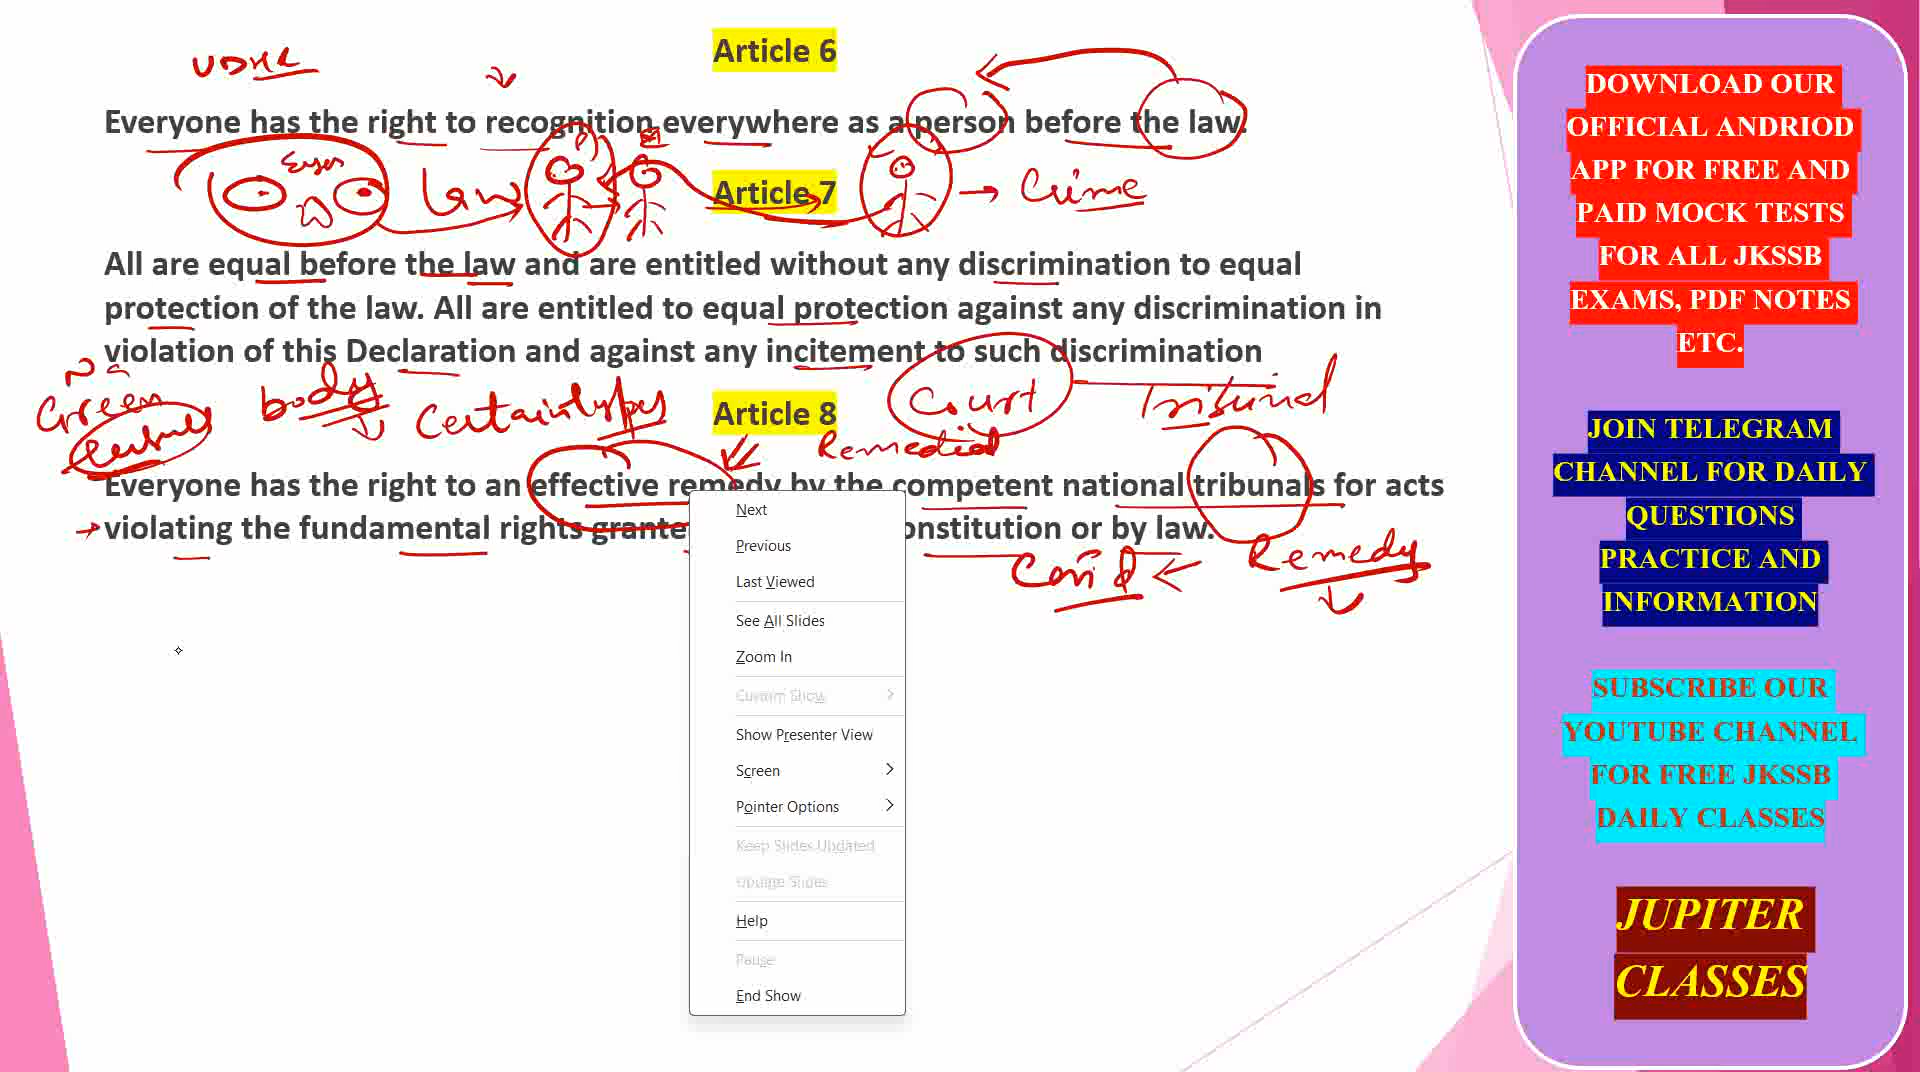 Article 6
UDHR
Everyone has the right to recognition everywhere as a person before the law.
Eyes
law
Article 7
Crime
All are equal before the law and are entitled without any discrimination to equal
protection of the law. All are entitled to equal protection against any discrimination in
violation of this Declaration and against any incitement to such discrimination
Green
body
Certain types
Article 8
Court
Tribunal
Remedied
Everyone has the right to an effective remedy by the competent national tribunals for acts
violating the fundamental rights grante
onstitution or by law.
Remedy
Next
Previous
Last Viewed
See All Slides
Zoom In
Custom Show
Show Presenter View
Screen
Pointer Options
Keep Slides Updated
Update Slides
Help
Pause
End Show
DOWNLOAD OUR
OFFICIAL ANDRIOD
APP FOR FREE AND
PAID MOCK TESTS
FOR ALL JKSSB
EXAMS, PDF NOTES
ETC.
JOIN TELEGRAM
CHANNEL FOR DAILY
QUESTIONS
PRACTICE AND
INFORMATION
SUBSCRIBE OUR
YOUTUBE CHANNEL
FOR FREE JKSSB
DAILY CLASSES
JUPITER
CLASSES